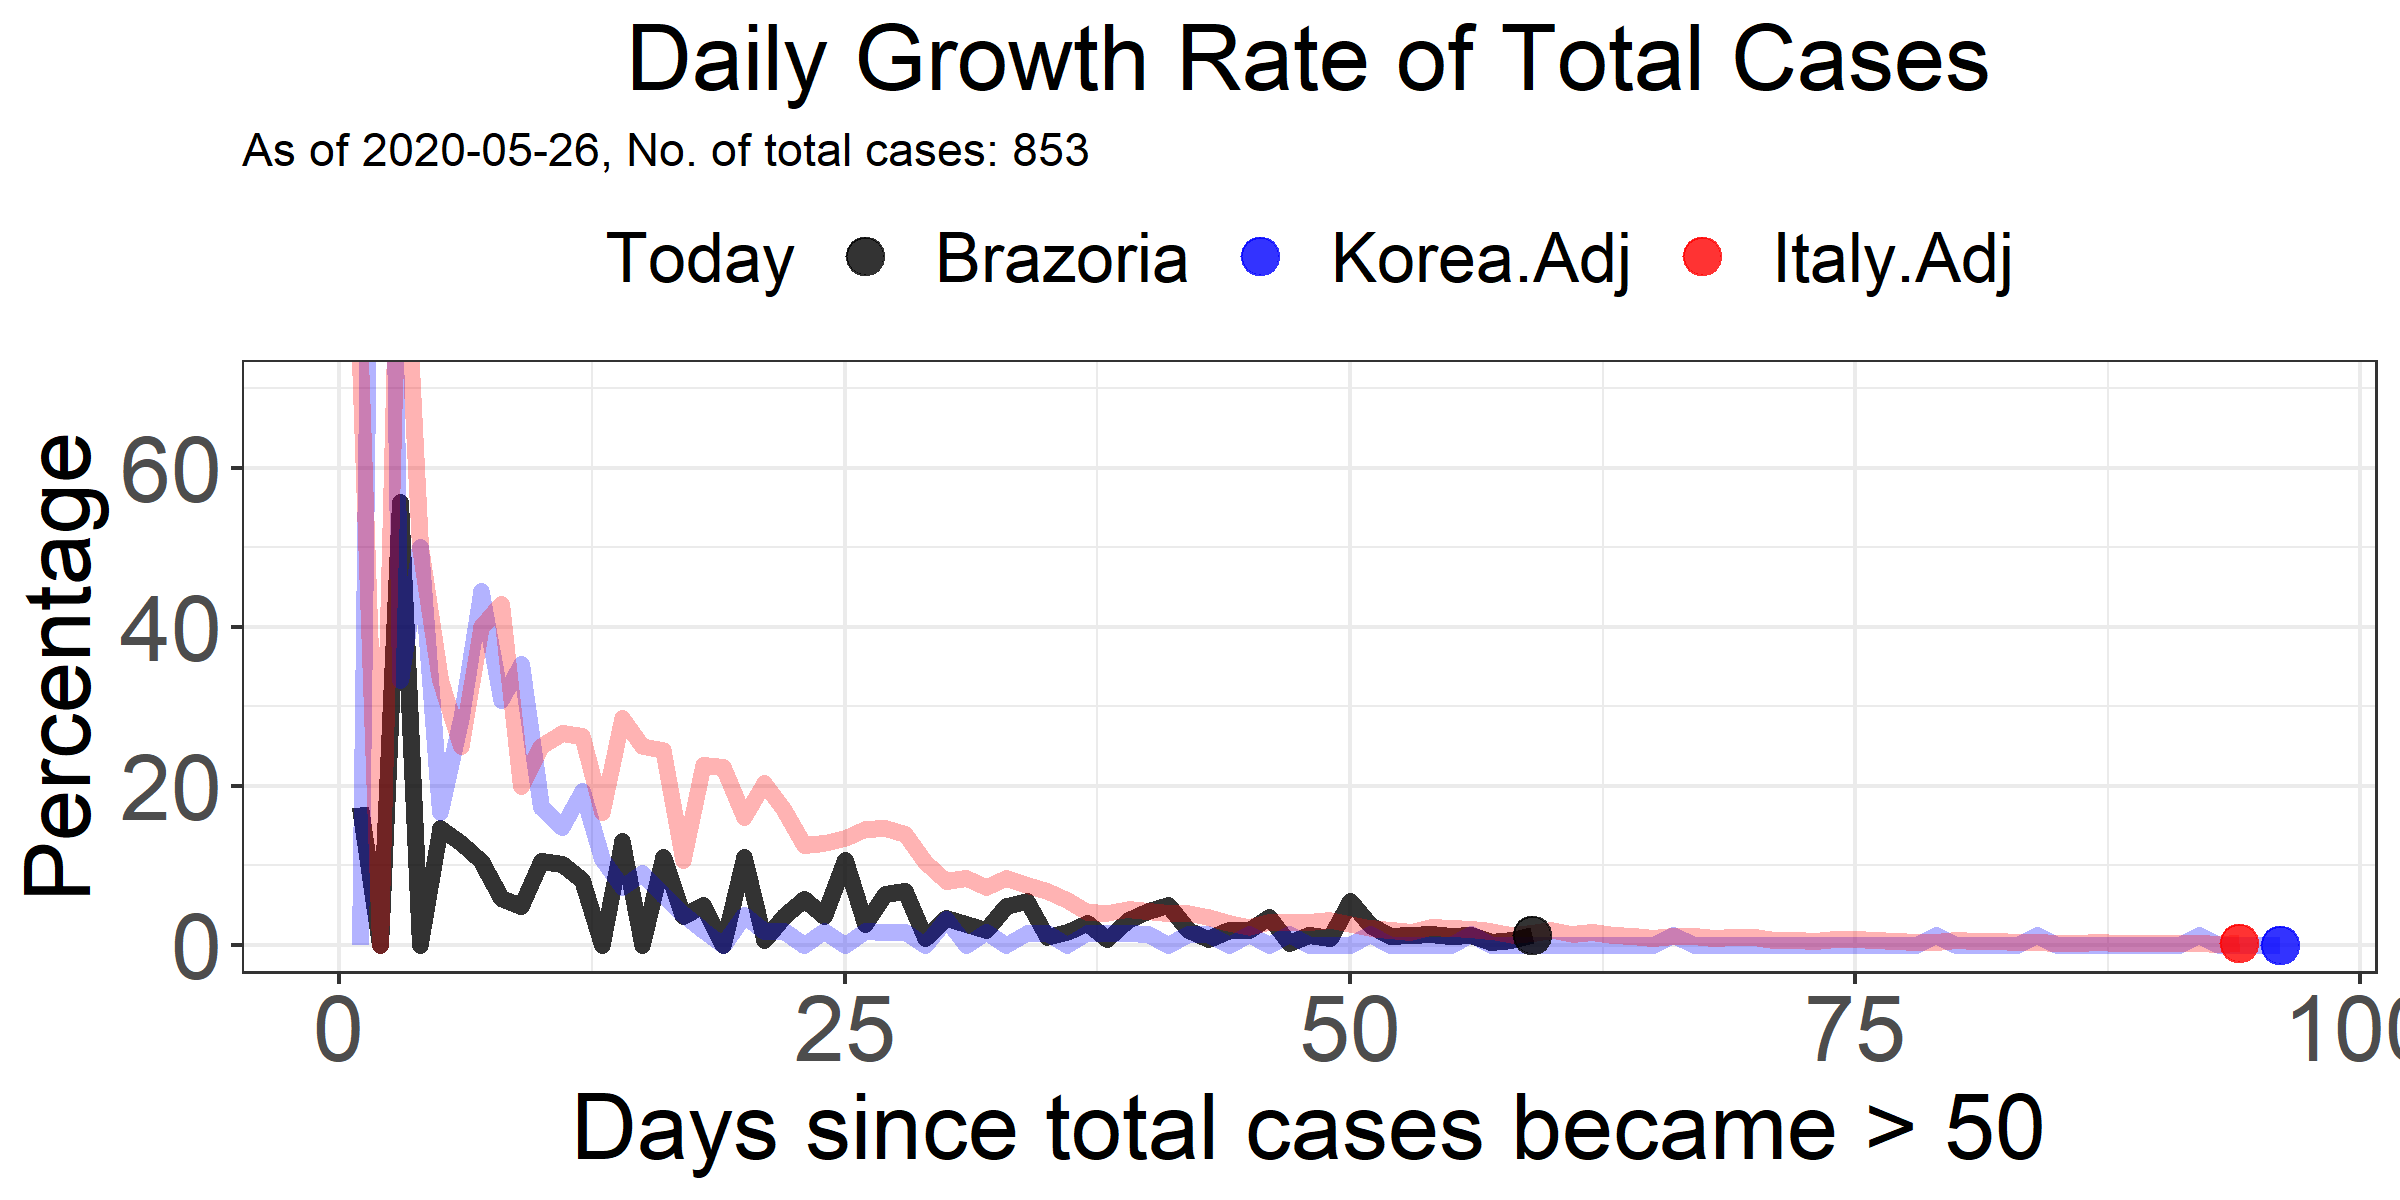 Daily Growth Rate of Total Cases
As of 2020-05-26, No. of total cases: 853
Today Brazoria Korea.Adj Italy.Adj
Percentage
60
40
20
0
0 25 50 75 100
Days since total cases became > 50